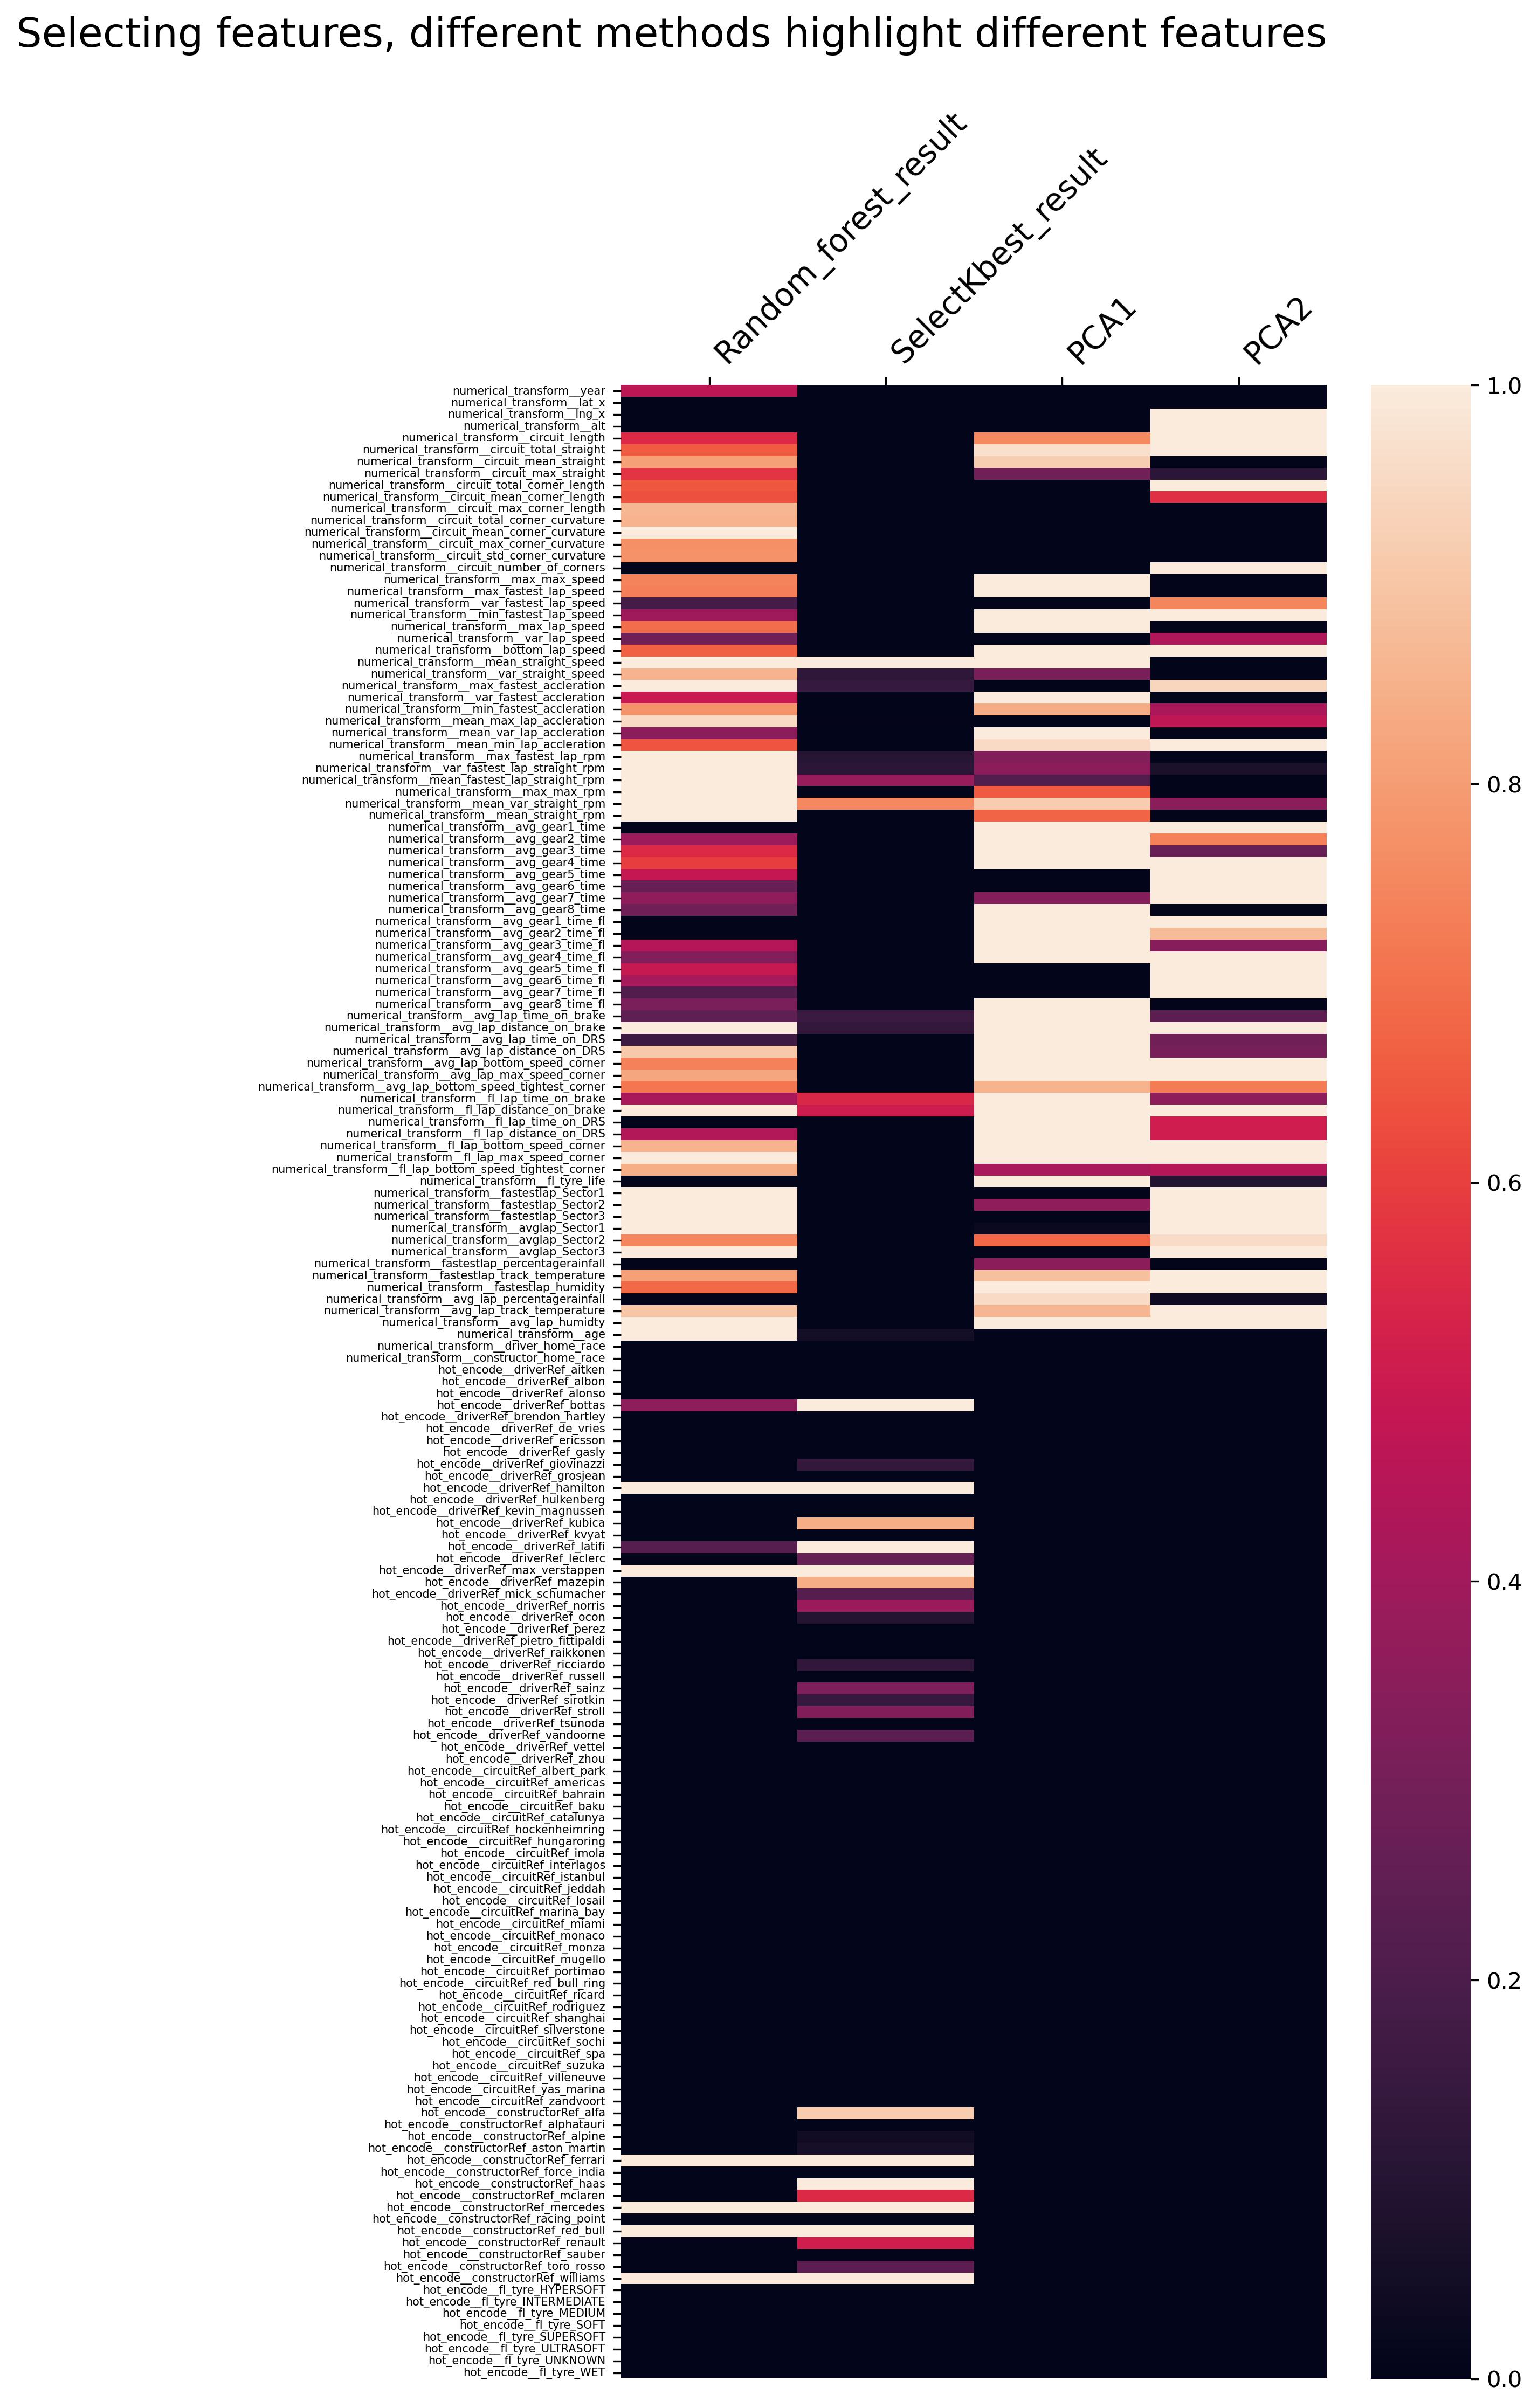 Selecting features, different methods highlight different features
Random_forest_result
SelectKbest_result
PCA1
PCA2
numerical_transform__year
numerical_transform__lat_x
numerical_transform__lng_x
numerical_transform__alt
numerical_transform__circuit_length
numerical_transform__circuit_total_straight
numerical_transform__circuit_mean_straight
numerical_transform__circuit_max_straight
numerical_transform__circuit_total_corner_length
numerical_transform__circuit_mean_corner_length
numerical_transform__circuit_max_corner_length
numerical_transform__circuit_total_corner_curvature
numerical_transform__circuit_mean_corner_curvature
numerical_transform__circuit_max_corner_curvature
numerical_transform__circuit_std_corner_curvature
numerical_transform__circuit_number_of_corners
numerical_transform__max_max_speed
numerical_transform__max_fastest_lap_speed
numerical_transform__var_fastest_lap_speed
numerical_transform__min_fastest_lap_speed
numerical_transform__max_lap_speed
numerical_transform__var_lap_speed
numerical_transform__bottom_lap_speed
numerical_transform__mean_straight_speed
numerical_transform__var_straight_speed
numerical_transform__max_fastest_accleration
numerical_transform__var_fastest_accleration
numerical_transform__min_fastest_accleration
numerical_transform__mean_max_lap_accleration
numerical_transform__mean_var_lap_accleration
numerical_transform__mean_min_lap_accleration
numerical_transform__max_fastest_lap_rpm
numerical_transform__var_fastest_lap_straight_rpm
numerical_transform__mean_fastest_lap_straight_rpm
numerical_transform__max_max_rpm
numerical_transform__mean_var_straight_rpm
numerical_transform__mean_straight_rpm
numerical_transform__avg_gear1_time
numerical_transform__avg_gear2_time
numerical_transform__avg_gear3_time
numerical_transform__avg_gear4_time
numerical_transform__avg_gear5_time
numerical_transform__avg_gear6_time
numerical_transform__avg_gear7_time
numerical_transform__avg_gear8_time
numerical_transform__avg_gear1_time_fl
numerical_transform__avg_gear2_time_fl
numerical_transform__avg_gear3_time_fl
numerical_transform__avg_gear4_time_fl
numerical_transform__avg_gear5_time_fl
numerical_transform__avg_gear6_time_fl
numerical_transform__avg_gear7_time_fl
numerical_transform__avg_gear8_time_fl
numerical_transform__avg_lap_time_on_brake
numerical_transform__avg_lap_distance_on_brake
numerical_transform__avg_lap_time_on_DRS
numerical_transform__avg_lap_distance_on_DRS
numerical_transform__avg_lap_bottom_speed_corner
numerical_transform__avg_lap_max_speed_corner
numerical_transform__avg_lap_bottom_speed_tightest_corner
numerical_transform__fl_lap_time_on_brake
numerical_transform__fl_lap_distance_on_brake
numerical_transform__fl_lap_time_on_DRS
numerical_transform__fl_lap_distance_on_DRS
numerical_transform__fl_lap_bottom_speed_corner
numerical_transform__fl_lap_max_speed_corner
numerical_transform__fl_lap_bottom_speed_tightest_corner
numerical_transform__fl_tyre_life
numerical_transform__fastestlap_Sector1
numerical_transform__fastestlap_Sector2
numerical_transform__fastestlap_Sector3
numerical_transform__avglap_Sector1
numerical_transform__avglap_Sector2
numerical_transform__avglap_Sector3
numerical_transform__fastestlap_percentagerainfall
numerical_transform__fastestlap_track_temperature
numerical_transform__fastestlap_humidity
numerical_transform__avg_lap_percentagerainfall
numerical_transform__avg_lap_track_temperature
numerical_transform__avg_lap_humidty
numerical_transform__age
numerical_transform__driver_home_race
numerical_transform__constructor_home_race
hot_encode__driverRef_aitken
hot_encode__driverRef_albon
hot_encode__driverRef_alonso
hot_encode__driverRef_bottas
hot_encode__driverRef_brendon_hartley
hot_encode__driverRef_de_vries
hot_encode__driverRef_ericsson
hot_encode__driverRef_gasly
hot_encode__driverRef_giovinazzi
hot_encode__driverRef_grosjean
hot_encode__driverRef_hamilton
hot_encode__driverRef_hulkenberg
hot_encode__driverRef_kevin_magnussen
hot_encode__driverRef_kubica
hot_encode__driverRef_kvyat
hot_encode__driverRef_latifi
hot_encode__driverRef_leclerc
hot_encode__driverRef_max_verstappen
hot_encode__driverRef_mazepin
hot_encode__driverRef_mick_schumacher
hot_encode__driverRef_norris
hot_encode__driverRef_ocon
hot_encode__driverRef_perez
hot_encode__driverRef_pietro_fittipaldi
hot_encode__driverRef_raikkonen
hot_encode__driverRef_ricciardo
hot_encode__driverRef_russell
hot_encode__driverRef_sainz
hot_encode__driverRef_sirotkin
hot_encode__driverRef_stroll
hot_encode__driverRef_tsunoda
hot_encode__driverRef_vandoorne
hot_encode__driverRef_vettel
hot_encode__driverRef_zhou
hot_encode__circuitRef_albert_park
hot_encode__circuitRef_americas
hot_encode__circuitRef_bahrain
hot_encode__circuitRef_baku
hot_encode__circuitRef_catalunya
hot_encode__circuitRef_hockenheimring
hot_encode__circuitRef_hungaroring
hot_encode__circuitRef_imola
hot_encode__circuitRef_interlagos
hot_encode__circuitRef_istanbul
hot_encode__circuitRef_jeddah
hot_encode__circuitRef_losail
hot_encode__circuitRef_marina_bay
hot_encode__circuitRef_miami
hot_encode__circuitRef_monaco
hot_encode__circuitRef_monza
hot_encode__circuitRef_mugello
hot_encode__circuitRef_portimao
hot_encode__circuitRef_red_bull_ring
hot_encode__circuitRef_ricard
hot_encode__circuitRef_rodriguez
hot_encode__circuitRef_shanghai
hot_encode__circuitRef_silverstone
hot_encode__circuitRef_sochi
hot_encode__circuitRef_spa
hot_encode__circuitRef_suzuka
hot_encode__circuitRef_villeneuve
hot_encode__circuitRef_yas_marina
hot_encode__circuitRef_zandvoort
hot_encode__constructorRef_alfa
hot_encode__constructorRef_alphatauri
hot_encode__constructorRef_alpine
hot_encode__constructorRef_aston_martin
hot_encode__constructorRef_ferrari
hot_encode__constructorRef_force_india
hot_encode__constructorRef_haas
hot_encode__constructorRef_mclaren
hot_encode__constructorRef_mercedes
hot_encode__constructorRef_racing_point
hot_encode__constructorRef_red_bull
hot_encode__constructorRef_renault
hot_encode__constructorRef_sauber
hot_encode__constructorRef_toro_rosso
hot_encode__constructorRef_williams
hot_encode__fl_tyre_HYPERSOFT
hot_encode__fl_tyre_INTERMEDIATE
hot_encode__fl_tyre_MEDIUM
hot_encode__fl_tyre_SOFT
hot_encode__fl_tyre_SUPERSOFT
hot_encode__fl_tyre_ULTRASOFT
hot_encode__fl_tyre_UNKNOWN
hot_encode__fl_tyre_WET
1.0
0.8
0.6
0.4
0.2
0.0